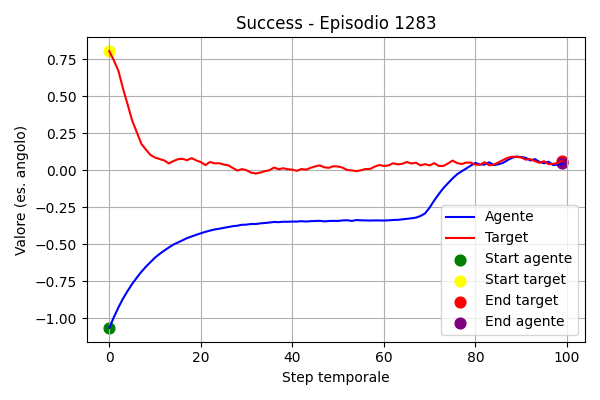 Success - Episodio 1283
Valore (es. angolo)
0.75
0.50
0.25
0.00
−0.25
−0.50
−0.75
−1.00
Agente
Target
Start agente
Start target
End target
End agente
0 20 40 60 80 100
Step temporale